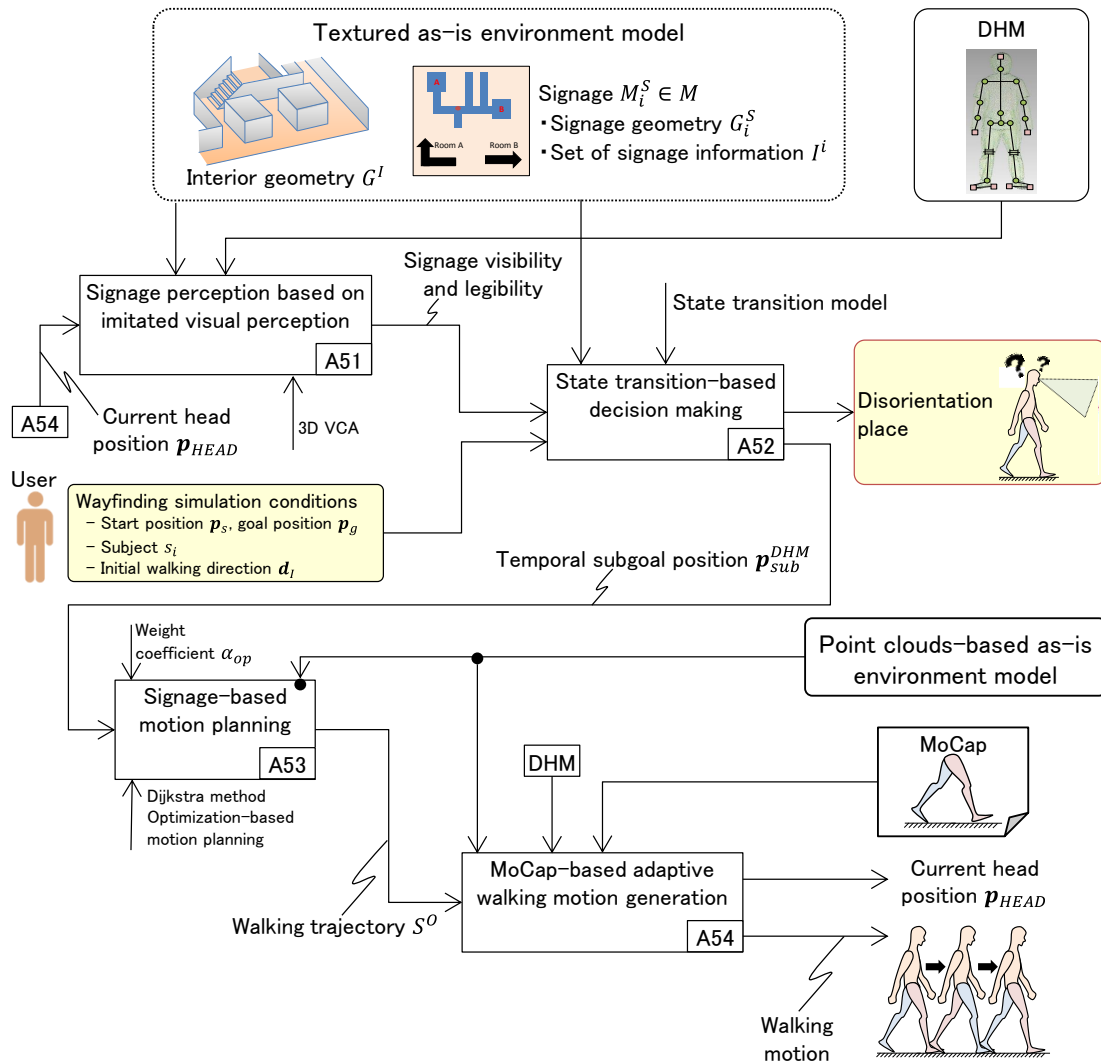 Textured as-is environment model
DHM
A
B
Room A
Room B
Signage M_i^S ∈ M
・Signage geometry G_i^S
・Set of signage information I^i
Interior geometry G^I
Signage visibility
and legibility
State transition model
Signage perception based on
imitated visual perception
A51
A54
Current head
position p_HEAD
3D VCA
State transition-based
decision making
A52
Disorientation
place
? ?
User
Wayfinding simulation conditions
- Start position p_s, goal position p_g
- Subject s_i
- Initial walking direction d_I
Temporal subgoal position p_sub^DHM
Weight
coefficient α_op
Point clouds-based as-is
environment model
Signage-based
motion planning
A53
Dijkstra method
Optimization-based
motion planning
DHM
MoCap
MoCap-based adaptive
walking motion generation
A54
Walking trajectory S^O
Current head
position p_HEAD
Walking
motion